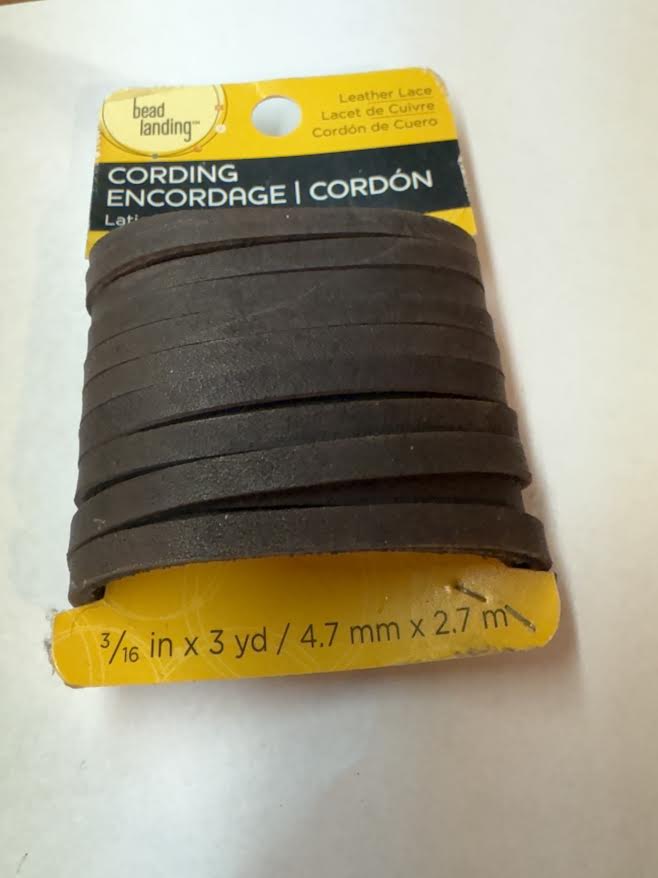 bead
landing™
Leather Lace
Lacet de Cuivre
Cordón de Cuero
CORDING
ENCORDAGE | CORDÓN
3/16 in x 3 yd / 4.7 mm x 2.7 m